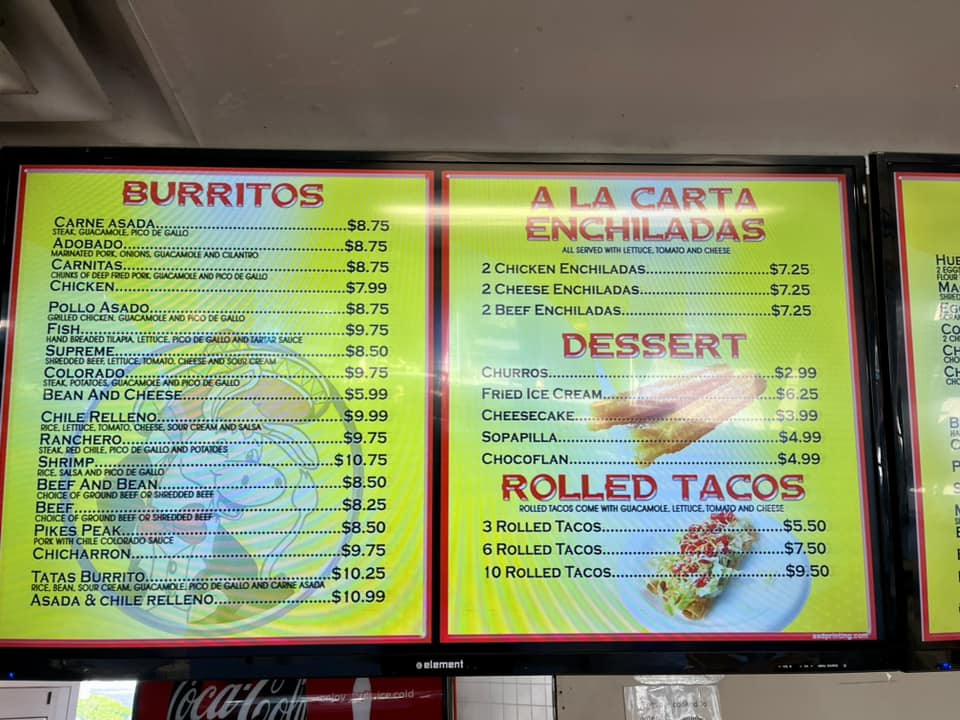 BURRITOS
CARNE ASADA........$8.75
STEAK, GUACAMOLE, PICO DE GALLO
ADOBADO........$8.75
MARINATED PORK, ONIONS, GUACAMOLE AND CILANTRO
CARNITAS........$8.75
CHUNKS OF DEEP FRIED PORK, GUACAMOLE AND PICO DE GALLO
CHICKEN........$7.99
POLLO ASADO........$8.75
GRILLED CHICKEN, GUACAMOLE AND PICO DE GALLO
FISH........$9.75
HAND BREADED TILAPIA, LETTUCE, PICO DE GALLO AND TARTAR SAUCE
SUPREME........$8.50
SHREDDED BEEF, LETTUCE, TOMATO, CHEESE AND SOUR CREAM
COLORADO........$9.75
STEAK, POTATOES, GUACAMOLE AND PICO DE GALLO
BEAN AND CHEESE........$5.99
CHILE RELLENO........$9.99
RICE, LETTUCE, TOMATO, CHEESE, SOUR CREAM AND SALSA
RANCHERO........$9.75
STEAK, RED CHILE, PICO DE GALLO AND POTATOES
SHRIMP........$10.75
RICE, SALSA AND PICO DE GALLO
BEEF AND BEAN........$8.50
CHOICE OF GROUND BEEF OR SHREDDED BEEF
BEEF........$8.25
CHOICE OF GROUND BEEF OR SHREDDED BEEF
PIKES PEAK........$8.50
PORK WITH CHILE COLORADO SAUCE
CHICHARRON........$9.75
TATAS BURRITO........$10.25
RICE, BEAN, SOUR CREAM, GUACAMOLE, PICO DE GALLO AND CARNE ASADA
ASADA & CHILE RELLENO........$10.99
A LA CARTA
ENCHILADAS
ALL SERVED WITH LETTUCE, TOMATO AND CHEESE
2 CHICKEN ENCHILADAS........$7.25
2 CHEESE ENCHILADAS........$7.25
2 BEEF ENCHILADAS........$7.25
DESSERT
CHURROS........$2.99
FRIED ICE CREAM........$6.25
CHEESECAKE........$3.99
SOPAPILLA........$4.99
CHOCOFLAN........$4.99
ROLLED TACOS
ROLLED TACOS COME WITH GUACAMOLE, LETTUCE, TOMATO AND CHEESE
3 ROLLED TACOS........$5.50
6 ROLLED TACOS........$7.50
10 ROLLED TACOS........$9.50
element
Coca-Cola
ice cold